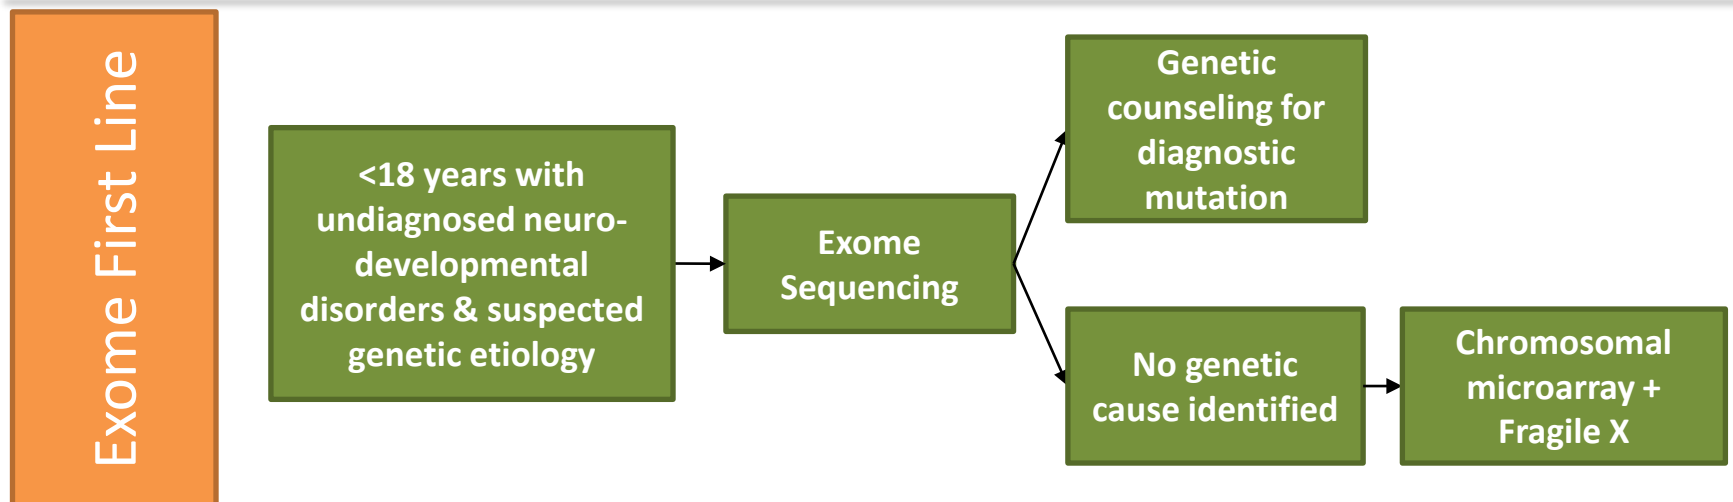 Exome First Line
<18 years with
undiagnosed neuro-
developmental
disorders & suspected
genetic etiology
Exome
Sequencing
Genetic
counseling for
diagnostic
mutation
No genetic
cause identified
Chromosomal
microarray +
Fragile X